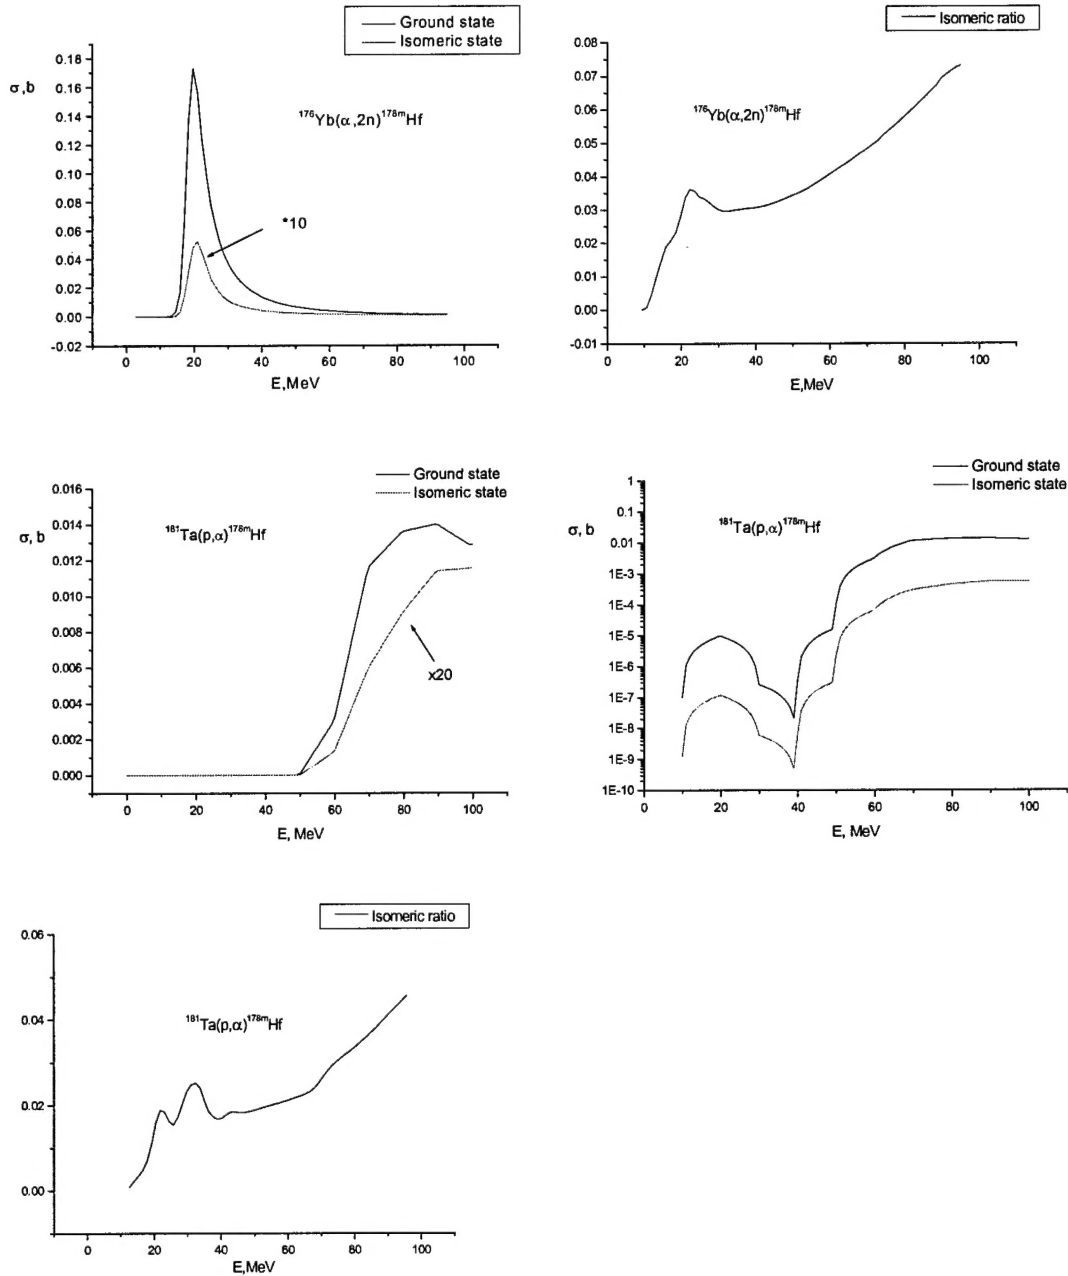 Ground state
Isomeric state
0.18
0.16
0.14
0.12
0.10
0.08
0.06
0.04
0.02
0.00
-0.02
σ,b
¹⁷⁶Yb(α,2n)¹⁷⁸ᵐHf
*10
0 20 40 60 80 100
E,MeV
Isomeric ratio
0.08
0.07
0.06
0.05
0.04
0.03
0.02
0.01
0.00
-0.01
¹⁷⁶Yb(α,2n)¹⁷⁸ᵐHf
0 20 40 60 80 100
E,MeV
Ground state
Isomeric state
0.016
0.014
0.012
0.010
0.008
0.006
0.004
0.002
0.000
σ, b
¹⁸¹Ta(p,α)¹⁷⁸ᵐHf
x20
0 20 40 60 80 100
E, MeV
Ground state
Isomeric state
1
0.1
0.01
1E-3
1E-4
1E-5
1E-6
1E-7
1E-8
1E-9
1E-10
σ, b
¹⁸¹Ta(p,α)¹⁷⁸ᵐHf
0 20 40 60 80 100
E, MeV
Isomeric ratio
0.06
0.04
0.02
0.00
¹⁸¹Ta(p,α)¹⁷⁸ᵐHf
0 20 40 60 80 100
E,MeV